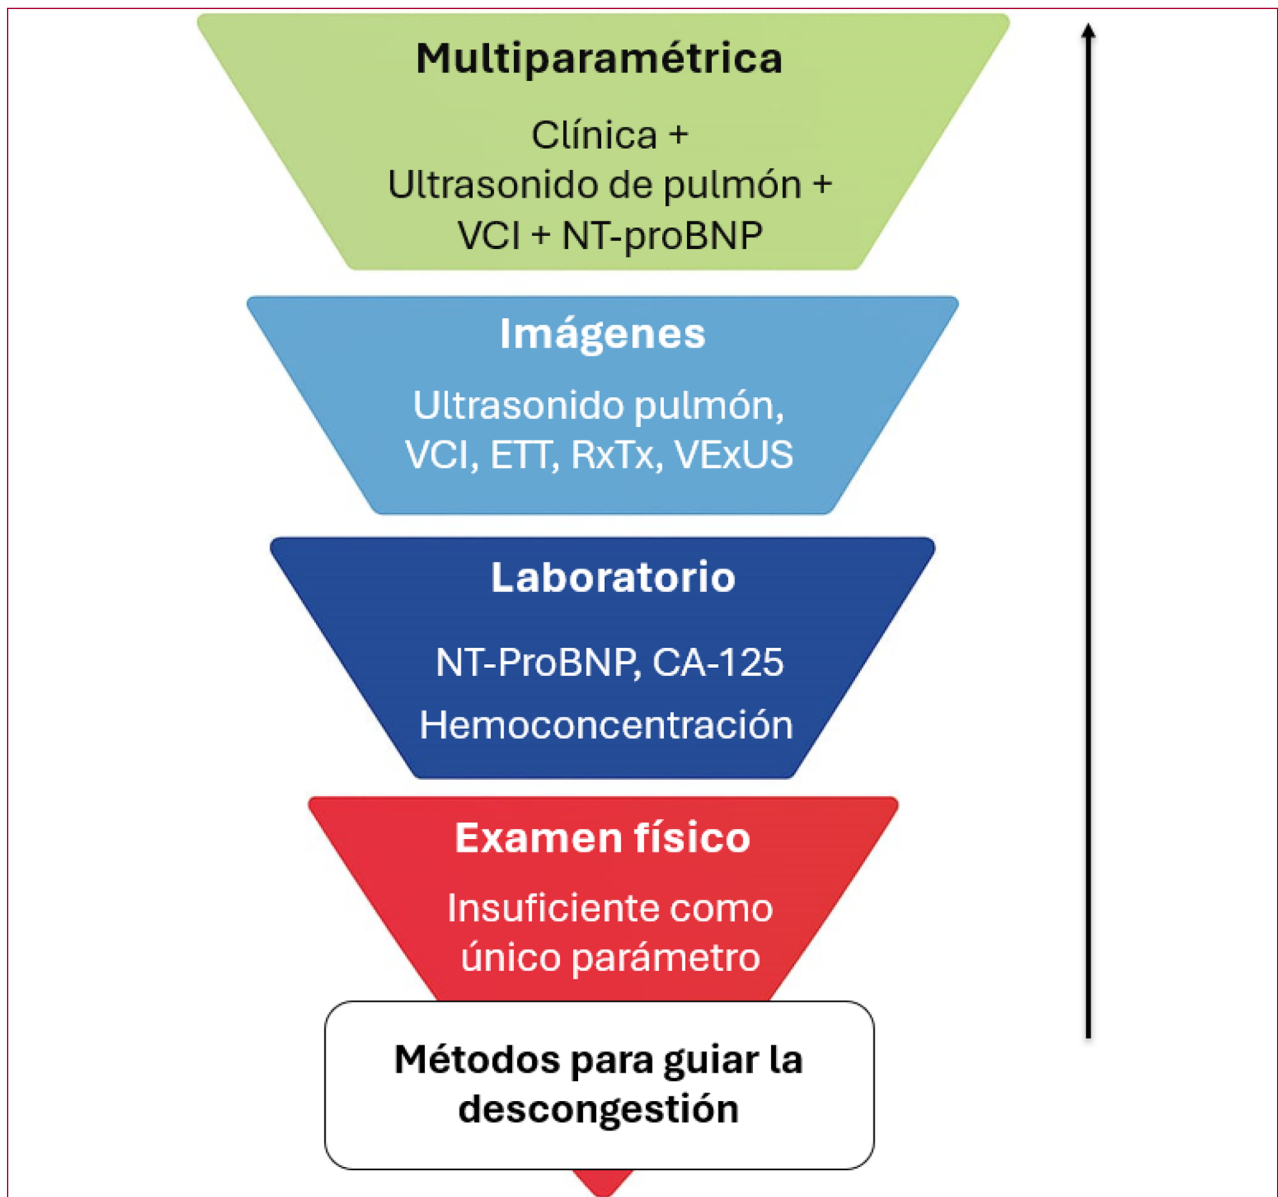 Multiparamétrica
Clínica +
Ultrasonido de pulmón +
VCI + NT-proBNP
Imágenes
Ultrasonido pulmón,
VCI, ETT, RxTx, VExUS
Laboratorio
NT-ProBNP, CA-125
Hemoconcentración
Examen físico
Insuficiente como
único parámetro
Métodos para guiar la
descongestión